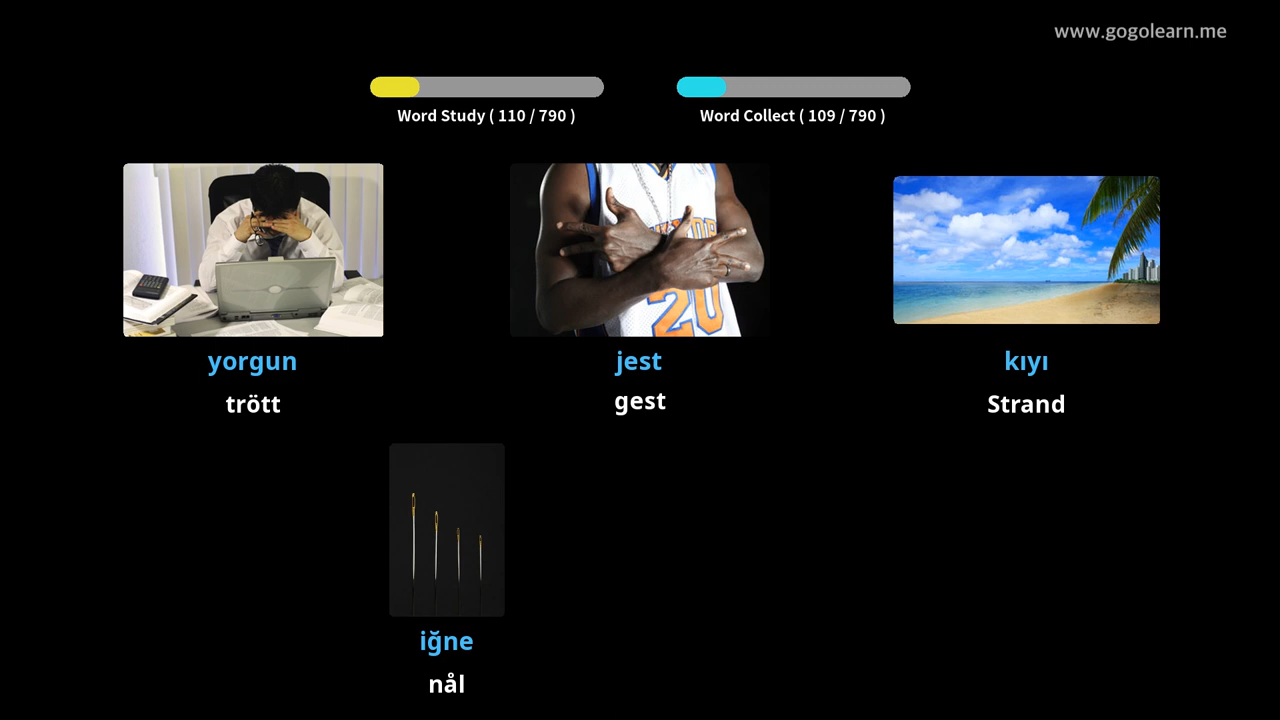 www.gogolearn.me
Word Study ( 110 / 790 )
Word Collect ( 109 / 790 )
20
yorgun
jest
kıyı
trött
gest
Strand
iğne
nål